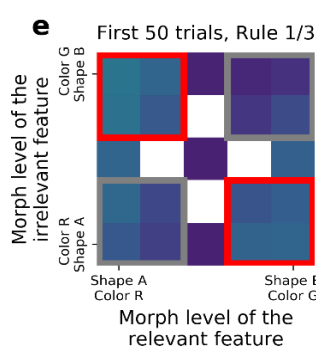 e
First 50 trials, Rule 1/3
Morph level of the
irrelevant feature
Color G
Shape B
Color R
Shape A
Shape A
Color R
Shape
Color
Morph level of the
relevant feature